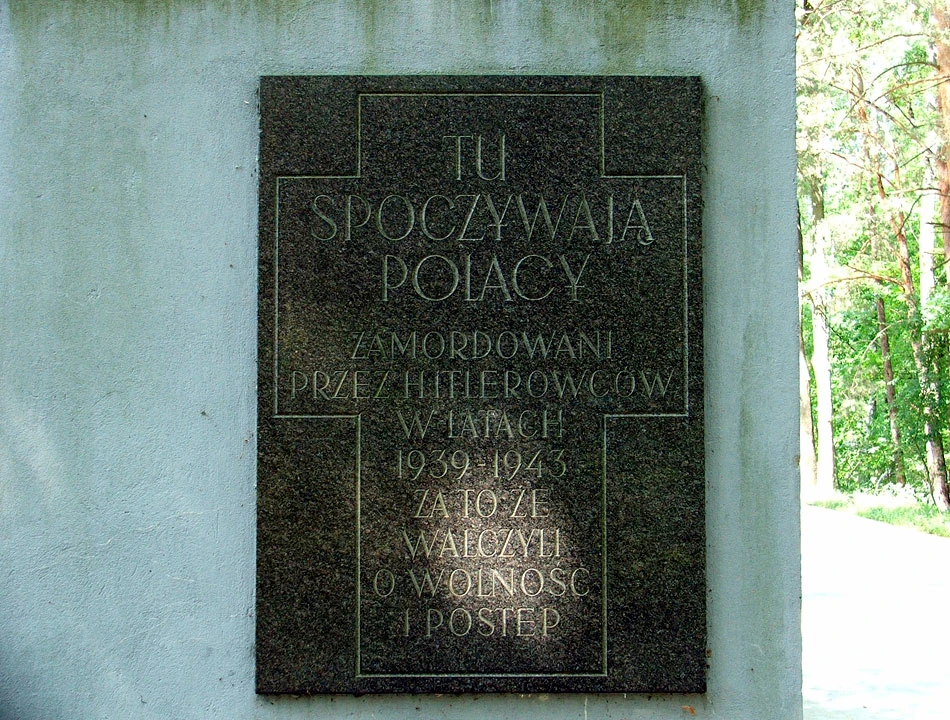 TU
SPOCZYWAJĄ
POLACY
ZAMORDOWANI
PRZEZ HITLEROWCÓW
W LATACH
1939-1943
ZA TO ŻE
WALCZYLI
O WOLNOŚĆ
I POSTĘP